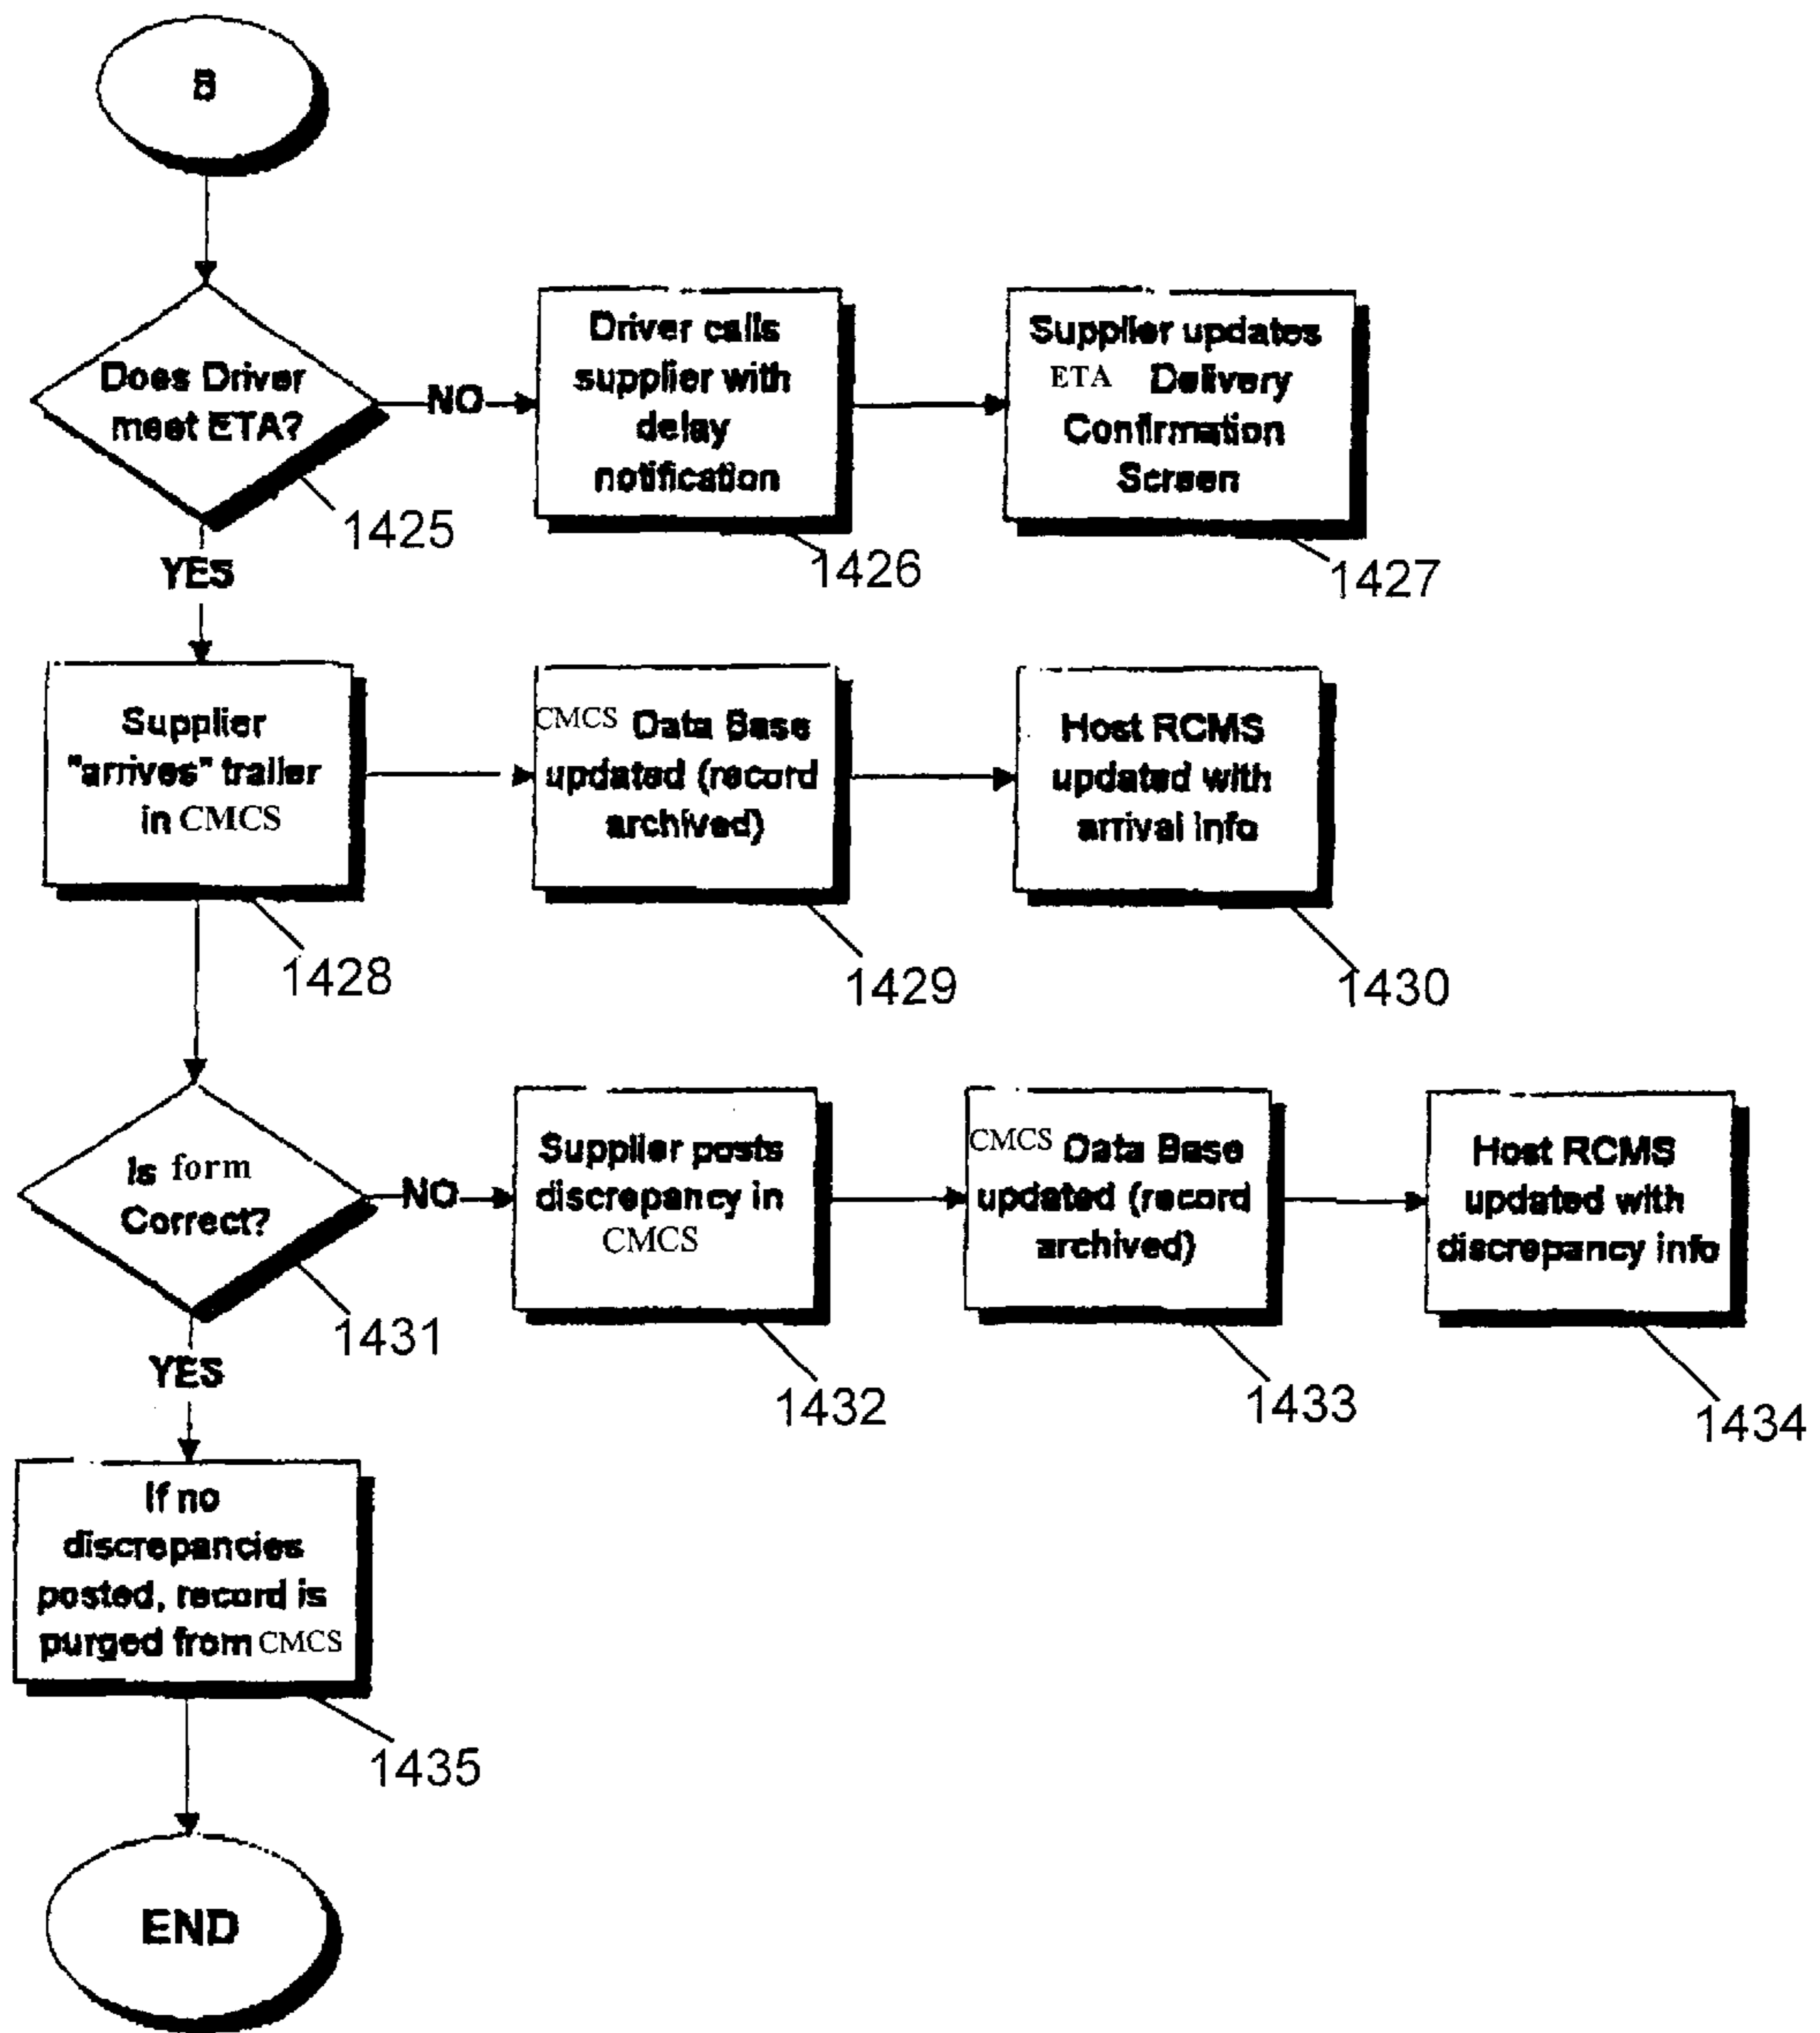 B
Does Driver
meet ETA?
NO
Driver calls
supplier with
delay
notification
Supplier updates
ETA Delivery
Confirmation
Screen
1425
1426
1427
YES
Supplier
"arrives" trailer
in CMCS
CMCS Data Base
updated (record
archived)
Host RCMS
updated with
arrival info
1428
1429
1430
Is form
Correct?
NO
Supplier posts
discrepancy in
CMCS
CMCS Data Base
updated (record
archived)
Host RCMS
updated with
discrepancy info
1431
1432
1433
1434
YES
If no
discrepancies
posted, record is
purged from CMCS
1435
END